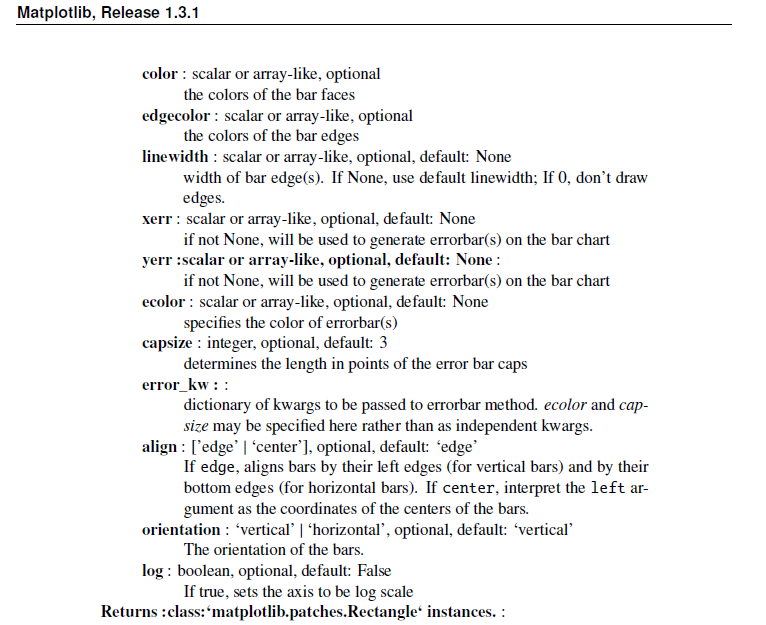 Matplotlib, Release 1.3.1
color : scalar or array-like, optional
the colors of the bar faces
edgecolor : scalar or array-like, optional
the colors of the bar edges
linewidth : scalar or array-like, optional, default: None
width of bar edge(s). If None, use default linewidth; If 0, don’t draw
edges.
xerr : scalar or array-like, optional, default: None
if not None, will be used to generate errorbar(s) on the bar chart
yerr :scalar or array-like, optional, default: None :
if not None, will be used to generate errorbar(s) on the bar chart
ecolor : scalar or array-like, optional, default: None
specifies the color of errorbar(s)
capsize : integer, optional, default: 3
determines the length in points of the error bar caps
error_kw : :
dictionary of kwargs to be passed to errorbar method. ecolor and cap-
size may be specified here rather than as independent kwargs.
align : [’edge’ | ‘center’], optional, default: ‘edge’
If edge, aligns bars by their left edges (for vertical bars) and by their
bottom edges (for horizontal bars). If center, interpret the left ar-
gument as the coordinates of the centers of the bars.
orientation : ‘vertical’ | ‘horizontal’, optional, default: ‘vertical’
The orientation of the bars.
log : boolean, optional, default: False
If true, sets the axis to be log scale
Returns :class:‘matplotlib.patches.Rectangle‘ instances. :